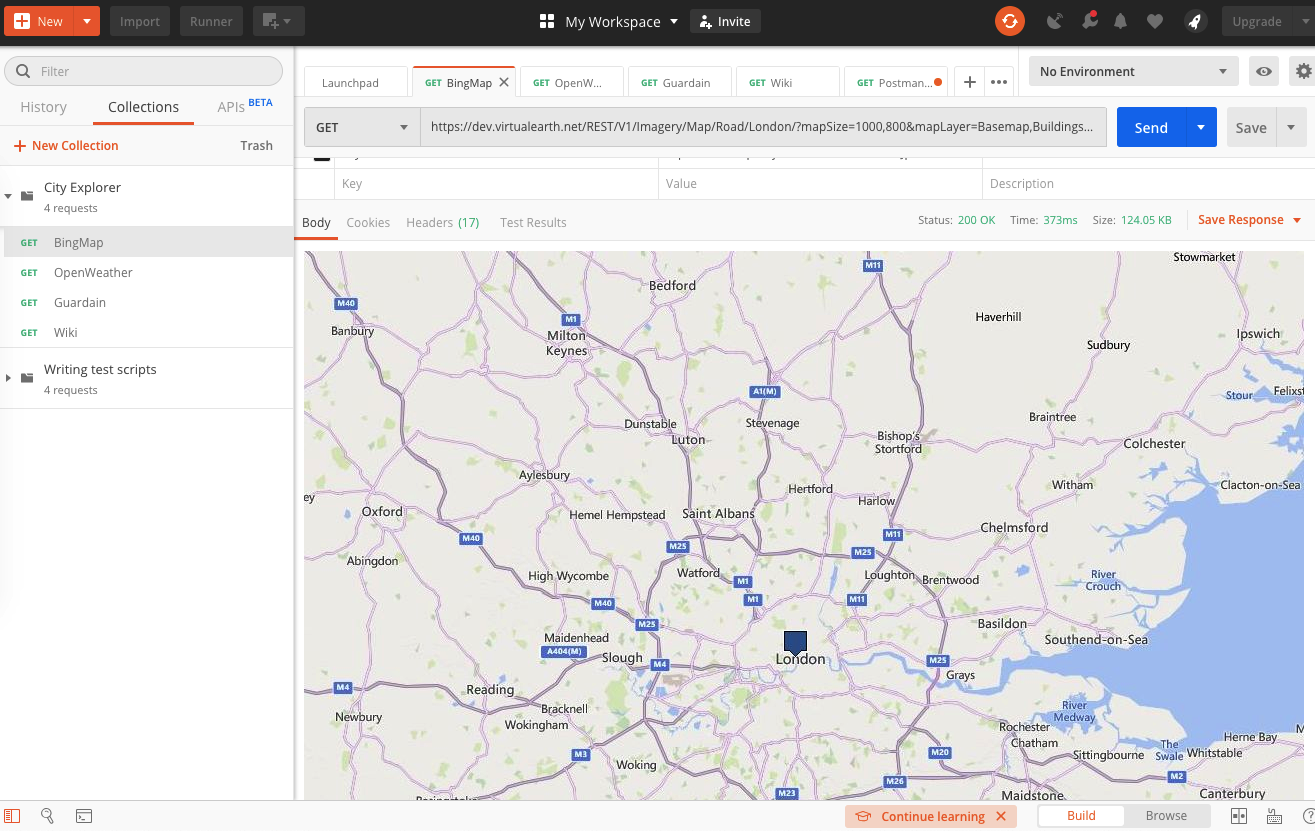 New
Import
Runner
My Workspace
Invite
Upgrade
Filter
History
Collections
APIs BETA
+ New Collection
Trash
City Explorer
4 requests
GET BingMap
GET OpenWeather
GET Guardain
GET Wiki
Writing test scripts
4 requests
Launchpad
GET BingMap
GET OpenW...
GET Guardain
GET Wiki
GET Postman...
No Environment
GET
https://dev.virtualearth.net/REST/V1/Imagery/Map/Road/London/?mapSize=1000,800&mapLayer=Basemap,Buildings...
Send
Save
Key
Value
Description
Body
Cookies
Headers (17)
Test Results
Status: 200 OK
Time: 373ms
Size: 124.05 KB
Save Response
Stowmarket
M11
Bedford
M40
Haverhill
M1
Banbury
Milton
Keynes
Ipswich
Sudbury
A1(M)
Stour
Felixst
Dunstable
Stevenage
Braintree
Luton
Bishop's
Stortford
Colchester
Aylesbury
Hertford
Harlow
Witham
Clacton-on-Sea
ey
Oxford
Hemel Hempstead
Saint Albans
Chelmsford
M40
M11
M25
M25
Abingdon
High Wycombe
Watford
M1
Loughton
Brentwood
River
Crouch
M40
M1
M11
M25
Basildon
Maidenhead
Southend-on-Sea
A404(M)
Slough
M4
London
M25
Grays
M4
Reading
Newbury
Bracknell
Wokingham
River
Medway
Rochester
Chatham
Herne Bay
M
M3
M20
Sittingbourne
The
Swale
Whitstable
Woking
M26
M2
M23
Maidstone
Canterbury
Continue learning
Build
Browse